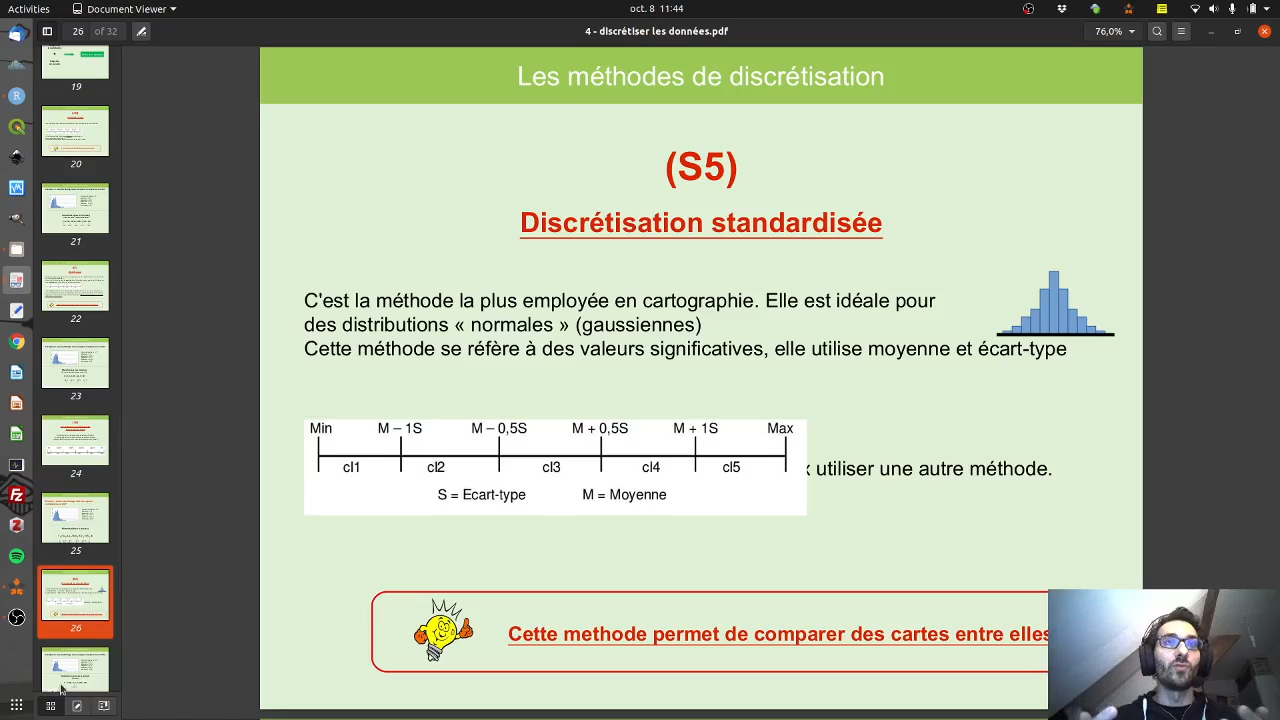 Activities
Document Viewer
oct. 8 11:44
26
of 32
4 - discrétiser les données.pdf
76,0%
19
20
21
22
23
24
25
26
Les méthodes de discrétisation
(S5)
Discrétisation standardisée
C'est la méthode la plus employée en cartographie. Elle est idéale pour
des distributions « normales » (gaussiennes)
Cette méthode se réfère à des valeurs significatives, elle utilise moyenne et écart-type
Min M – 1S M – 0,5S M + 0,5S M + 1S Max
cl1 cl2 cl3 cl4 cl5
S = Ecart-type M = Moyenne
utiliser une autre méthode.
Cette methode permet de comparer des cartes entre elles